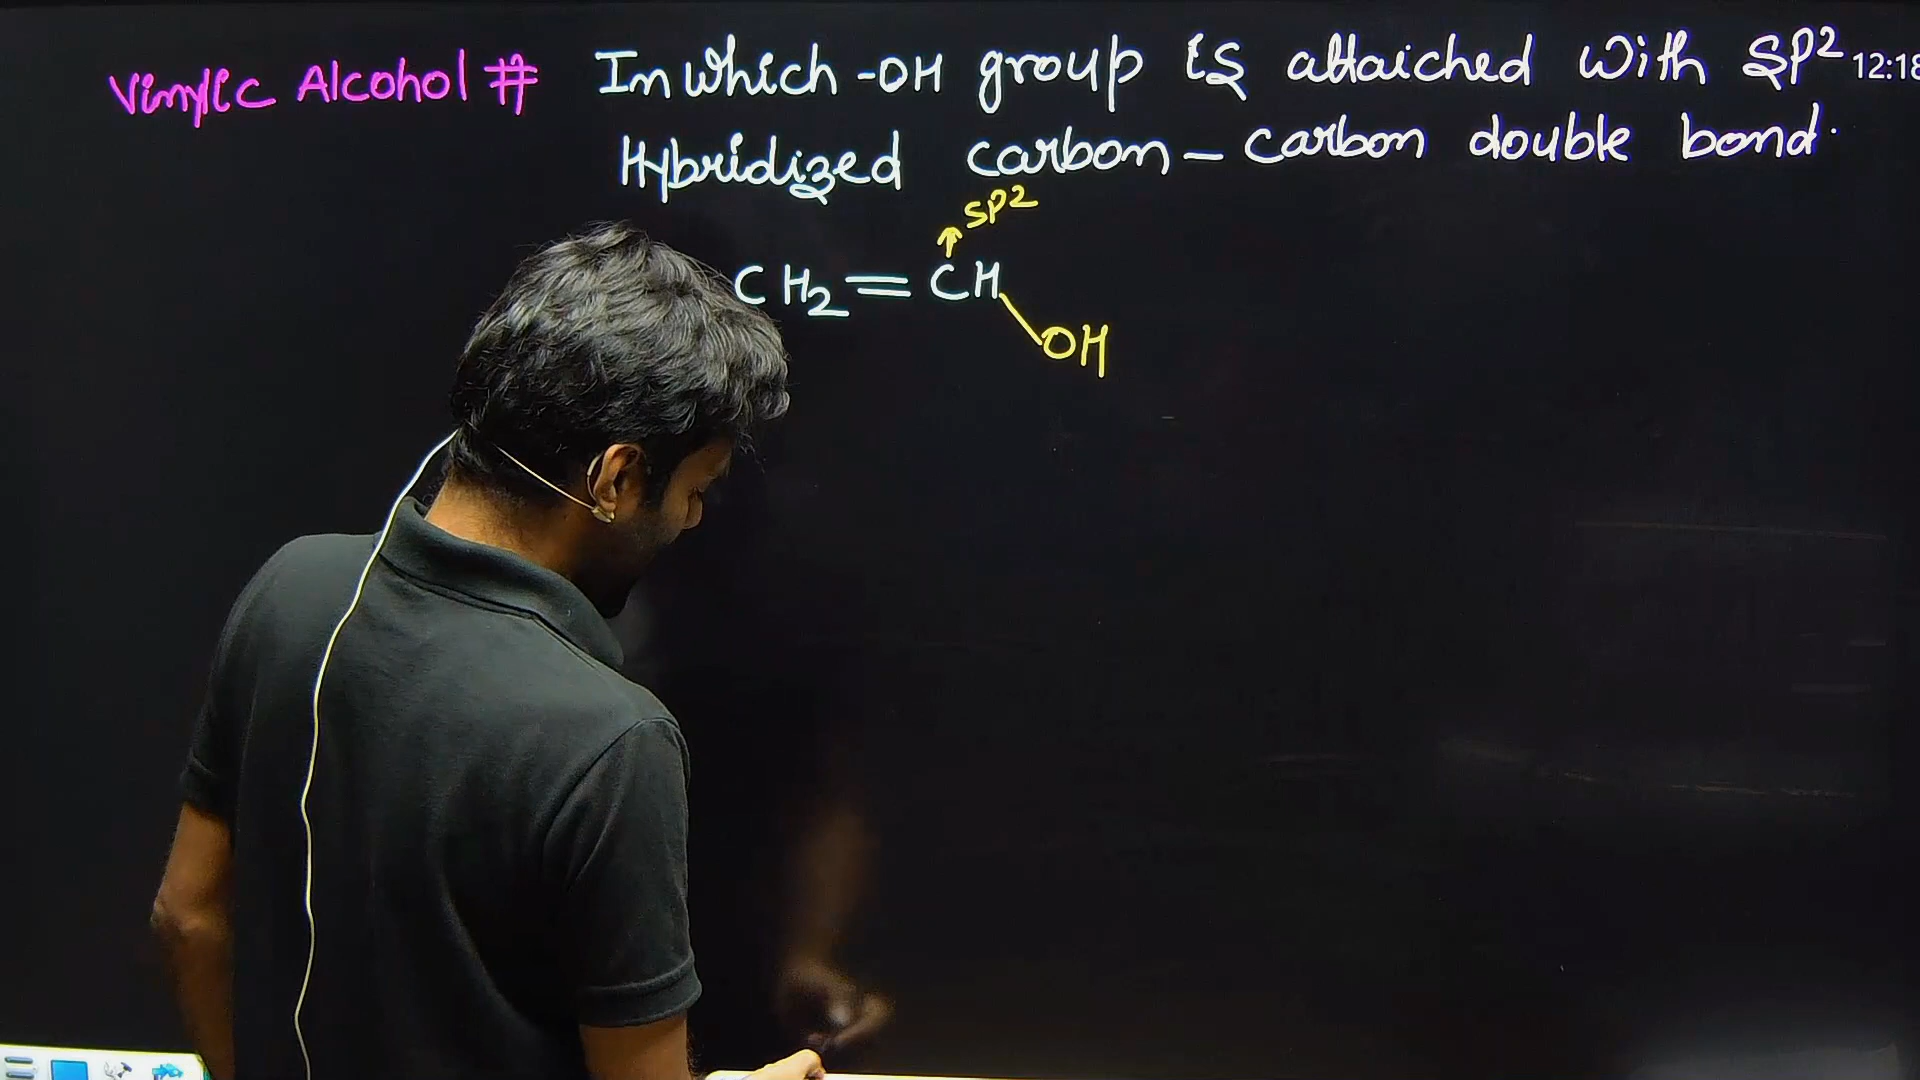 Vinylic Alcohol # In which -OH group is attaiched with SP2 12:18
Hybridized carbon - carbon double bond.
SP2
CH2 = CH
OH